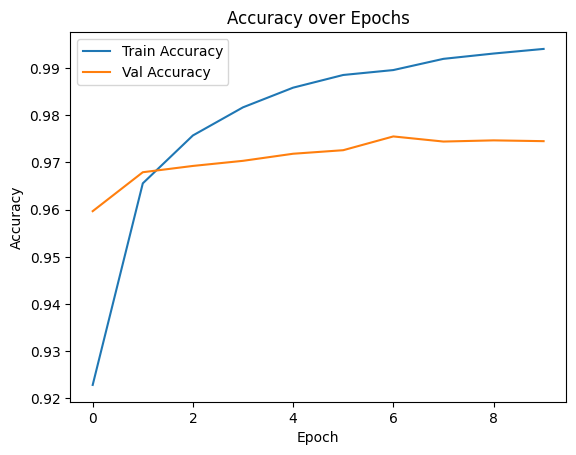 Accuracy over Epochs
Train Accuracy
Val Accuracy
0.99
0.98
0.97
0.96
0.95
0.94
0.93
0.92
Accuracy
0 2 4 6 8
Epoch